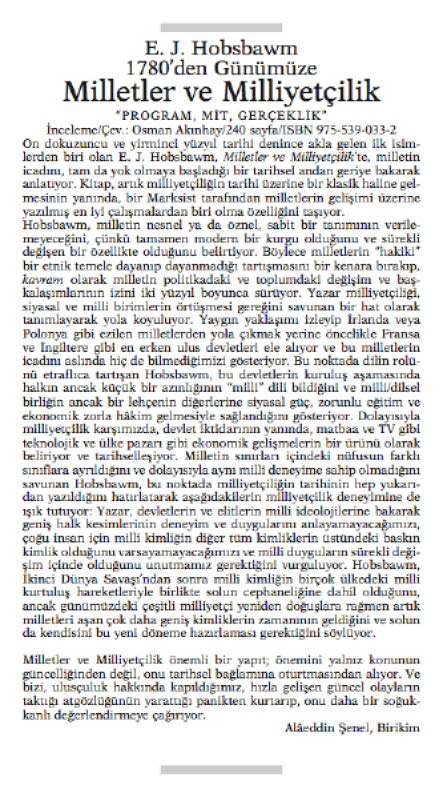 E. J. Hobsbawm
1780'den Günümüze
Milletler ve Milliyetçilik
"PROGRAM, MİT, GERÇEKLİK"
İnceleme/Çev.: Osman Akınhay/240 sayfa/ISBN 975-539-033-2
On dokuzuncu ve yirminci yüzyıl tarihi denince akla gelen ilk isim-
lerden biri olan E. J. Hobsbawm, Milletler ve Milliyetçilik'te, milletin
icadını, tam da yok olmaya başladığı bir tarihsel andan geriye bakarak
anlatıyor. Kitap, artık milliyetçiliğin tarihi üzerine bir klasik haline gel-
mesinin yanında, bir Marksist tarafından milletlerin gelişimi üzerine
yazılmış en iyi çalışmalardan biri olma özelliğini taşıyor.
Hobsbawm, milletin nesnel ya da öznel, sabit bir tanımının verile-
meyeceğini, çünkü tamamen modern bir kurgu olduğunu ve sürekli
değişen bir özellikte olduğunu belirtiyor. Böylece milletlerin "hakiki"
bir etnik temele dayanıp dayanmadığı tartışmasını bir kenara bırakıp,
kavram olarak milletin politikadaki ve toplumdaki değişim ve baş-
kalaşımlarının izini iki yüzyıl boyunca sürüyor. Yazar milliyetçiliği,
siyasal ve milli birimlerin örtüşmesi gereğini savunan bir hat olarak
tanımlayarak yola koyuluyor. Yaygın yaklaşımı izleyip İrlanda veya
Polonya gibi ezilen milletlerden yola çıkmak yerine öncelikle Fransa
ve İngiltere gibi en erken ulus devletleri ele alıyor ve bu milletlerin
icadını aslında hiç de bilmediğimizi gösteriyor. Bu noktada dilin rolü-
nü etraflıca tartışan Hobsbawm, bu devletlerin kuruluş aşamasında
halkın ancak küçük bir azınlığının "milli" dili bildiğini ve milli/dilsel
birliğin ancak bir lehçenin diğerlerine siyasal güç, zorunlu eğitim ve
ekonomik zorla hâkim gelmesiyle sağlandığını gösteriyor. Dolayısıyla
milliyetçilik karşımızda, devlet iktidarının yanında, matbaa ve TV gibi
teknolojik ve ülke pazarı gibi ekonomik gelişmelerin bir ürünü olarak
beliriyor ve tarihselleşiyor. Milletin sınırları içindeki nüfusun farklı
sınıflara ayrıldığını ve dolayısıyla aynı milli deneyime sahip olmadığını
savunan Hobsbawm, bu noktada milliyetçiliğin tarihinin hep yukarı-
dan yazıldığını hatırlatarak aşağıdakilerin milliyetçilik deneyimine de
ışık tutuyor: Yazar, devletlerin ve elitlerin milli ideolojilerine bakarak
geniş halk kesimlerinin deneyim ve duygularını anlayamayacağımızı,
çoğu insan için milli kimliğin diğer tüm kimliklerin üstündeki baskın
kimlik olduğunu varsayamayacağımızı ve milli duyguların sürekli deği-
şim içinde olduğunu unutmamız gerektiğini vurguluyor. Hobsbawm,
İkinci Dünya Savaşı'ndan sonra milli kimliğin birçok ülkedeki milli
kurtuluş hareketleriyle birlikte solun cephaneliğine dahil olduğunu,
ancak günümüzdeki çeşitli milliyetçi yeniden doğuşlara rağmen artık
milletleri aşan çok daha geniş kimliklerin zamanının geldiğini ve solun
da kendisini bu yeni döneme hazırlaması gerektiğini söylüyor.
Milletler ve Milliyetçilik önemli bir yapıt; önemini yalnız konunun
güncelliğinden değil, onu tarihsel bağlamına oturtmasından alıyor. Ve
bizi, ulusçuluk hakkında kapıldığımız, hızla gelişen güncel olayların
taktığı atgözlüğünün yarattığı panikten kurtarıp, onu daha bir soğuk-
kanlı değerlendirmeye çağırıyor.
Alâeddin Şenel, Birikim